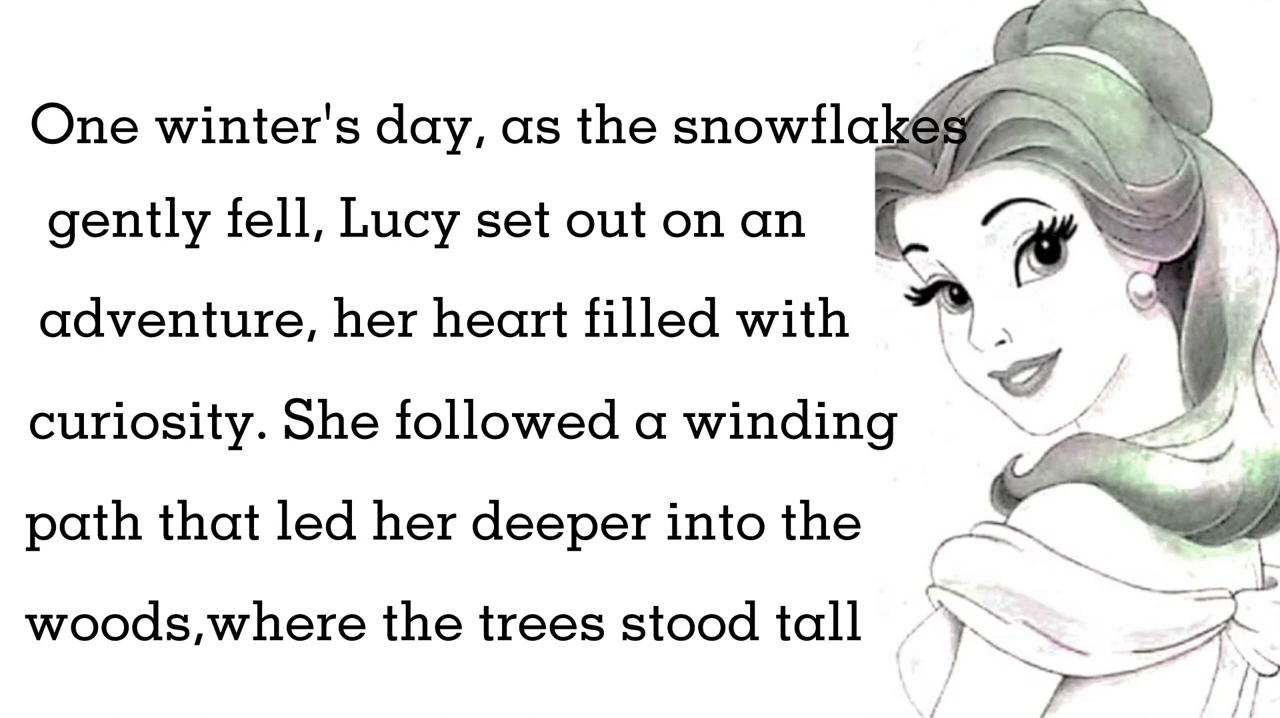 One winter's day, as the snowflakes
gently fell, Lucy set out on an
adventure, her heart filled with
curiosity. She followed a winding
path that led her deeper into the
woods,where the trees stood tall